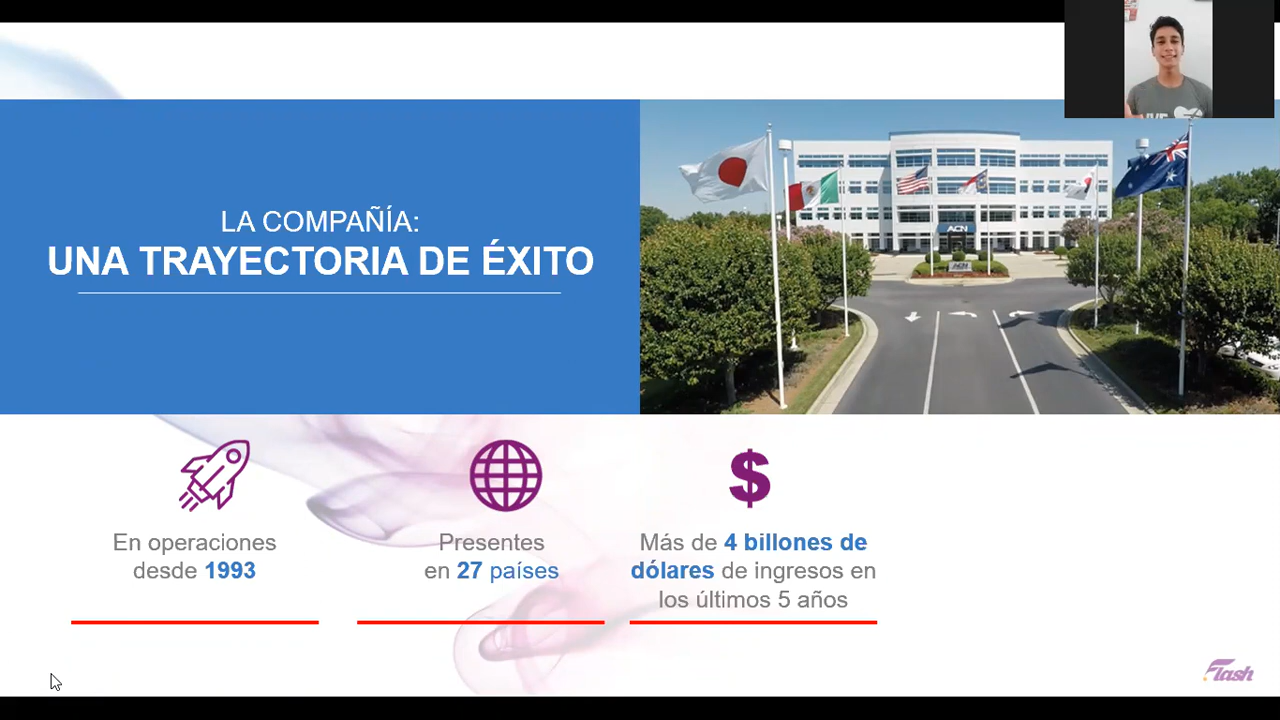 LA COMPAÑÍA:
UNA TRAYECTORIA DE ÉXITO
ACN
ACN
En operaciones
desde 1993
Presentes
en 27 países
Más de 4 billones de
dólares de ingresos en
los últimos 5 años
Flash